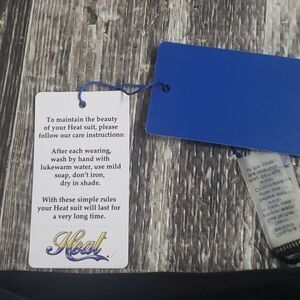 To maintain the beauty
of your Heat suit, please
follow our care instructions:
After each wearing,
wash by hand with
lukewarm water, use mild
soap, don't iron,
dry in shade.
With these simple rules
your Heat suit will last for
a very long time.
Heat